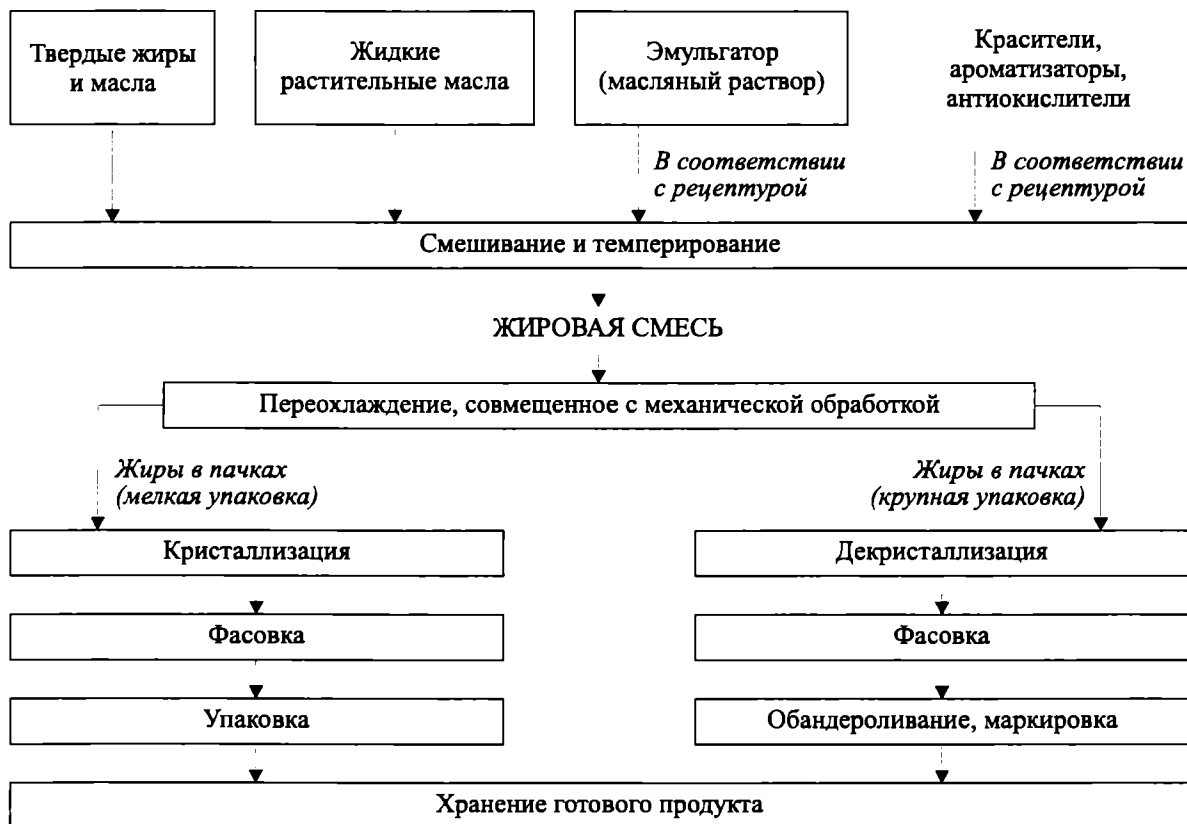 Твердые жиры
и масла
Жидкие
растительные масла
Эмульгатор
(масляный раствор)
Красители,
ароматизаторы,
антиокислители
В соответствии
с рецептурой
В соответствии
с рецептурой
Смешивание и темперирование
ЖИРОВАЯ СМЕСЬ
Переохлаждение, совмещенное с механической обработкой
Жиры в пачках
(мелкая упаковка)
Жиры в пачках
(крупная упаковка)
Кристаллизация
Декристаллизация
Фасовка
Фасовка
Упаковка
Обандероливание, маркировка
Хранение готового продукта